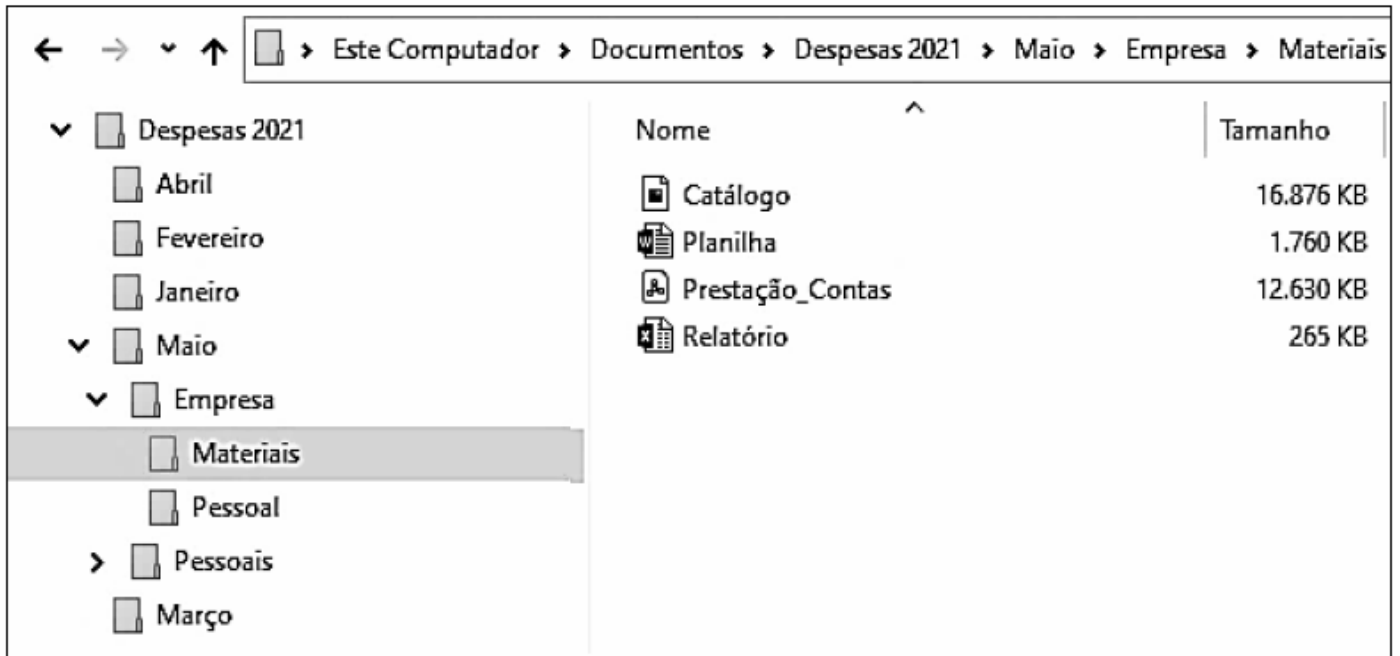 Este Computador > Documentos > Despesas 2021 > Maio > Empresa > Materiais
Despesas 2021
Abril
Fevereiro
Janeiro
Maio
Empresa
Materiais
Pessoal
Pessoais
Março
Nome Tamanho
Catálogo 16.876 KB
Planilha 1.760 KB
Prestação_Contas 12.630 KB
Relatório 265 KB